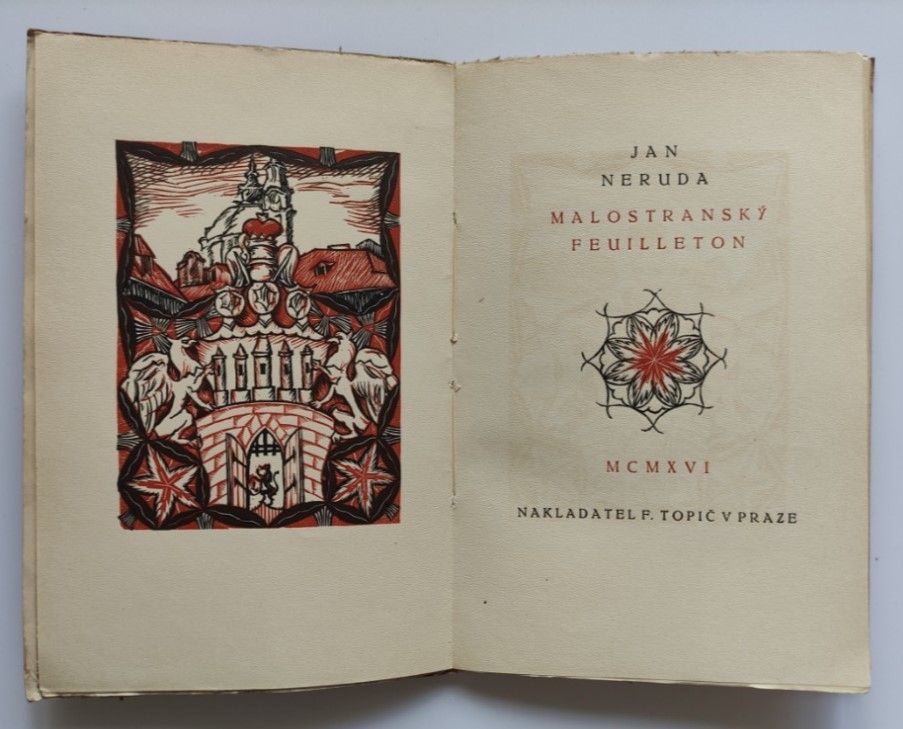 JAN
NERUDA
MALOSTRANSKÝ
FEUILLETON
MCMXVI
NAKLADATEL F. TOPIČ V PRAZE